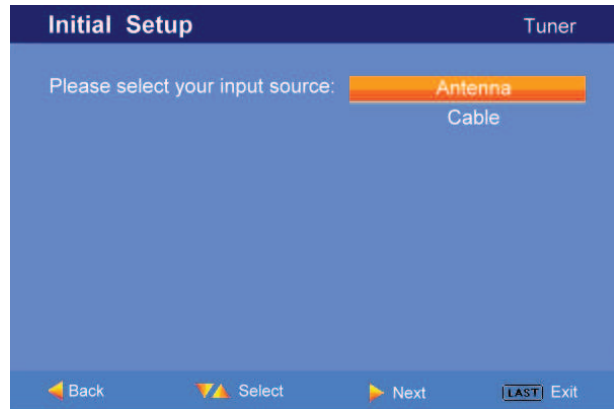 Initial Setup Tuner
Please select your input source: Antenna
Cable
Back Select Next LAST Exit